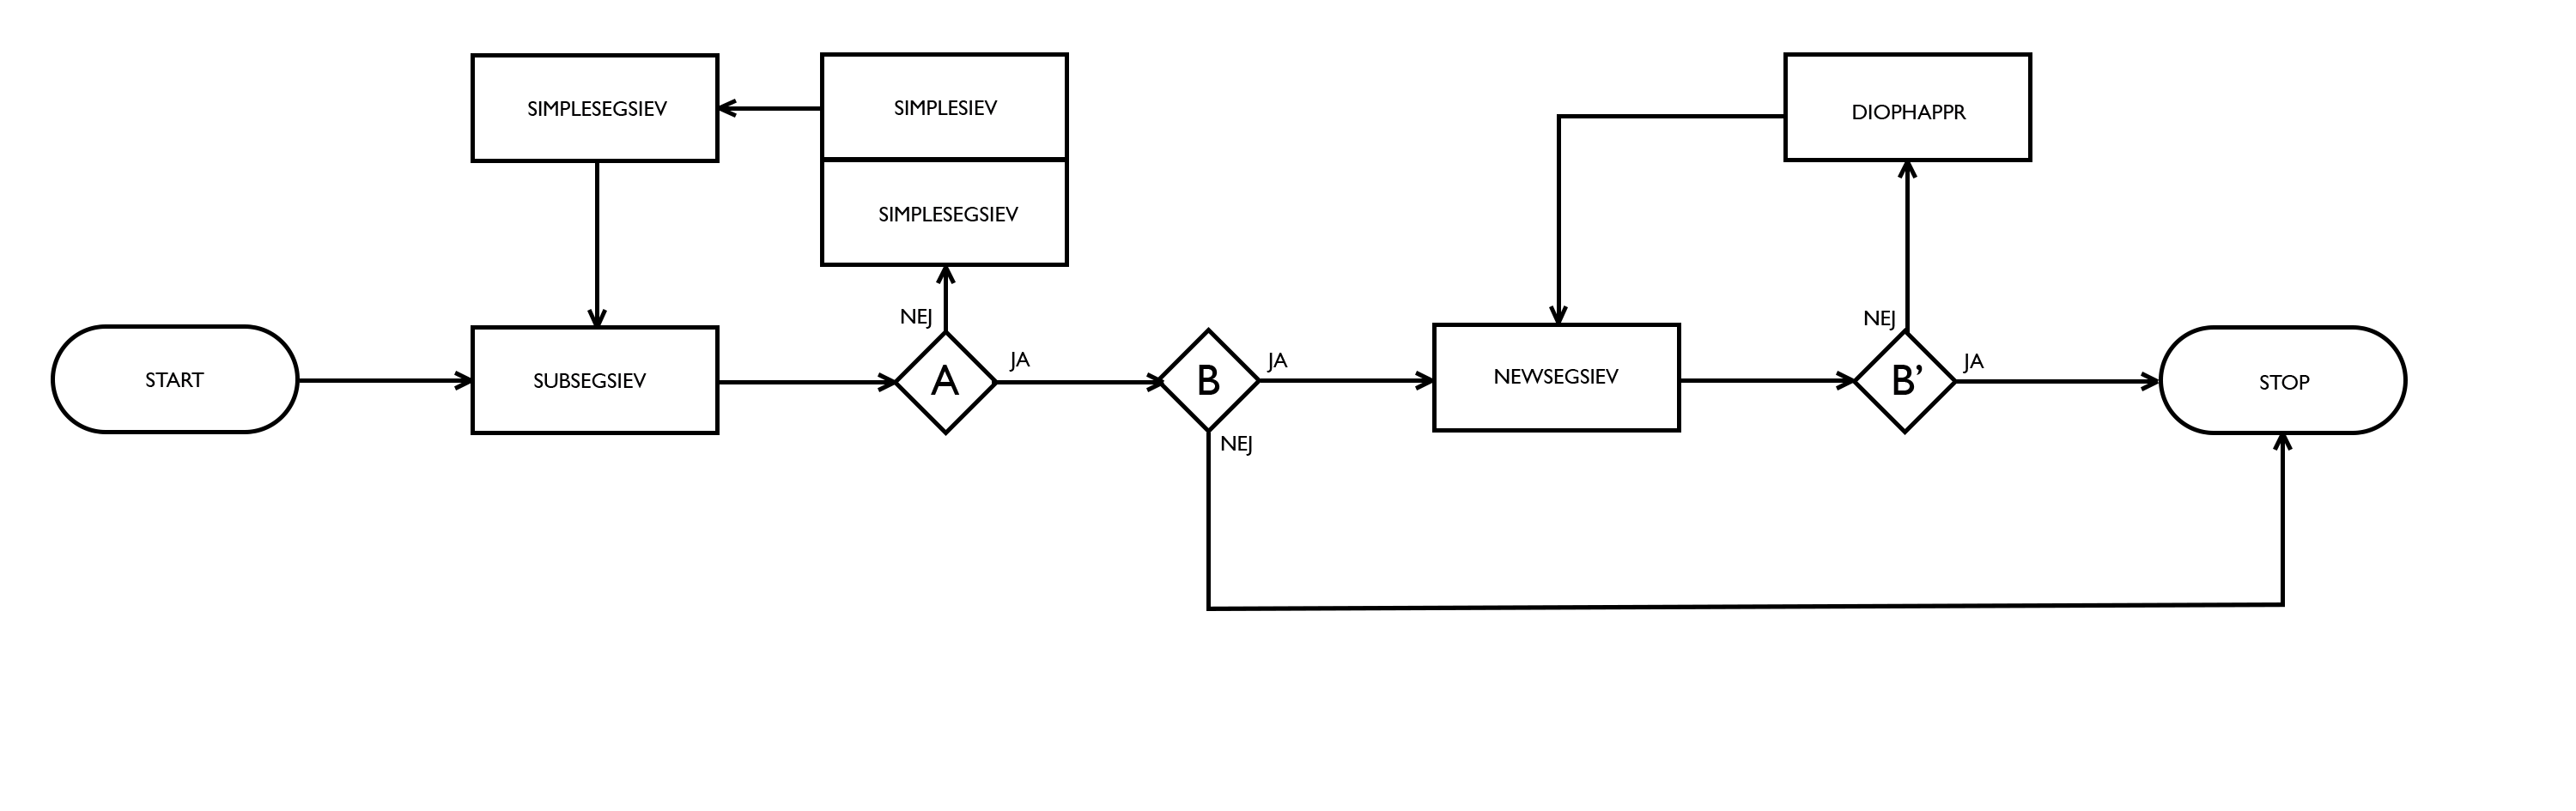 SIMPLESEGSIEV
SIMPLESIEV
DIOPHAPPR
SIMPLESEGSIEV
NEJ
NEJ
START
SUBSEGSIEV
A
JA
B
JA
NEWSEGSIEV
B’
JA
STOP
NEJ